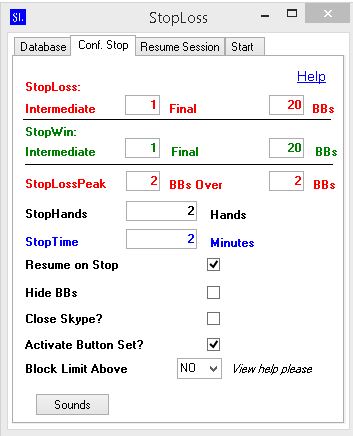 SL StopLoss
Database Conf. Stop Resume Session Start
Help
StopLoss:
Intermediate 1 Final 20 BBs
StopWin:
Intermediate 1 Final 20 BBs
StopLossPeak 2 BBs Over 2 BBs
StopHands 2 Hands
StopTime 2 Minutes
Resume on Stop
Hide BBs
Close Skype?
Activate Button Set?
Block Limit Above NO View help please
Sounds